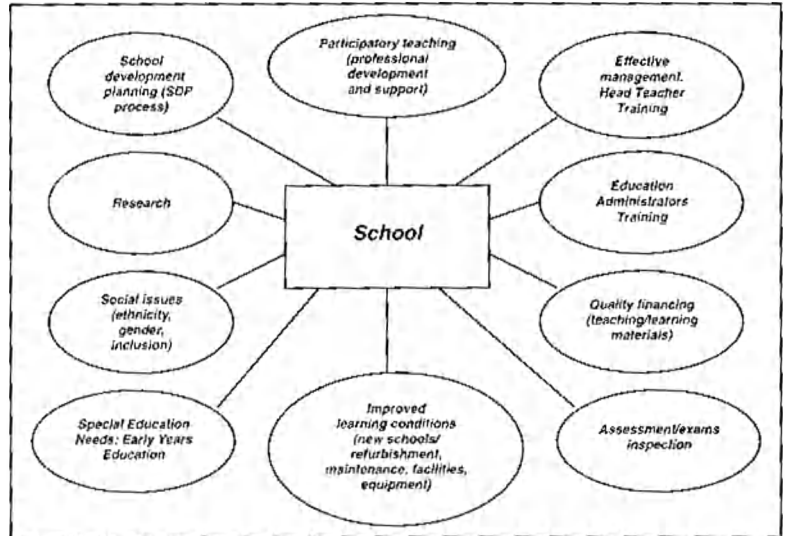 School
development
planning (SDP
process)
Participatory teaching
(professional
development
and support)
Effective
management.
Head Teacher
Training
Research
School
Education
Administrators
Training
Social issues
(ethnicity,
gender,
inclusion)
Quality financing
(teaching/learning
materials)
Special Education
Needs: Early Years
Education
Improved
learning conditions
(new schools/
refurbishment,
maintenance, facilities,
equipment)
Assessment/exams
inspection